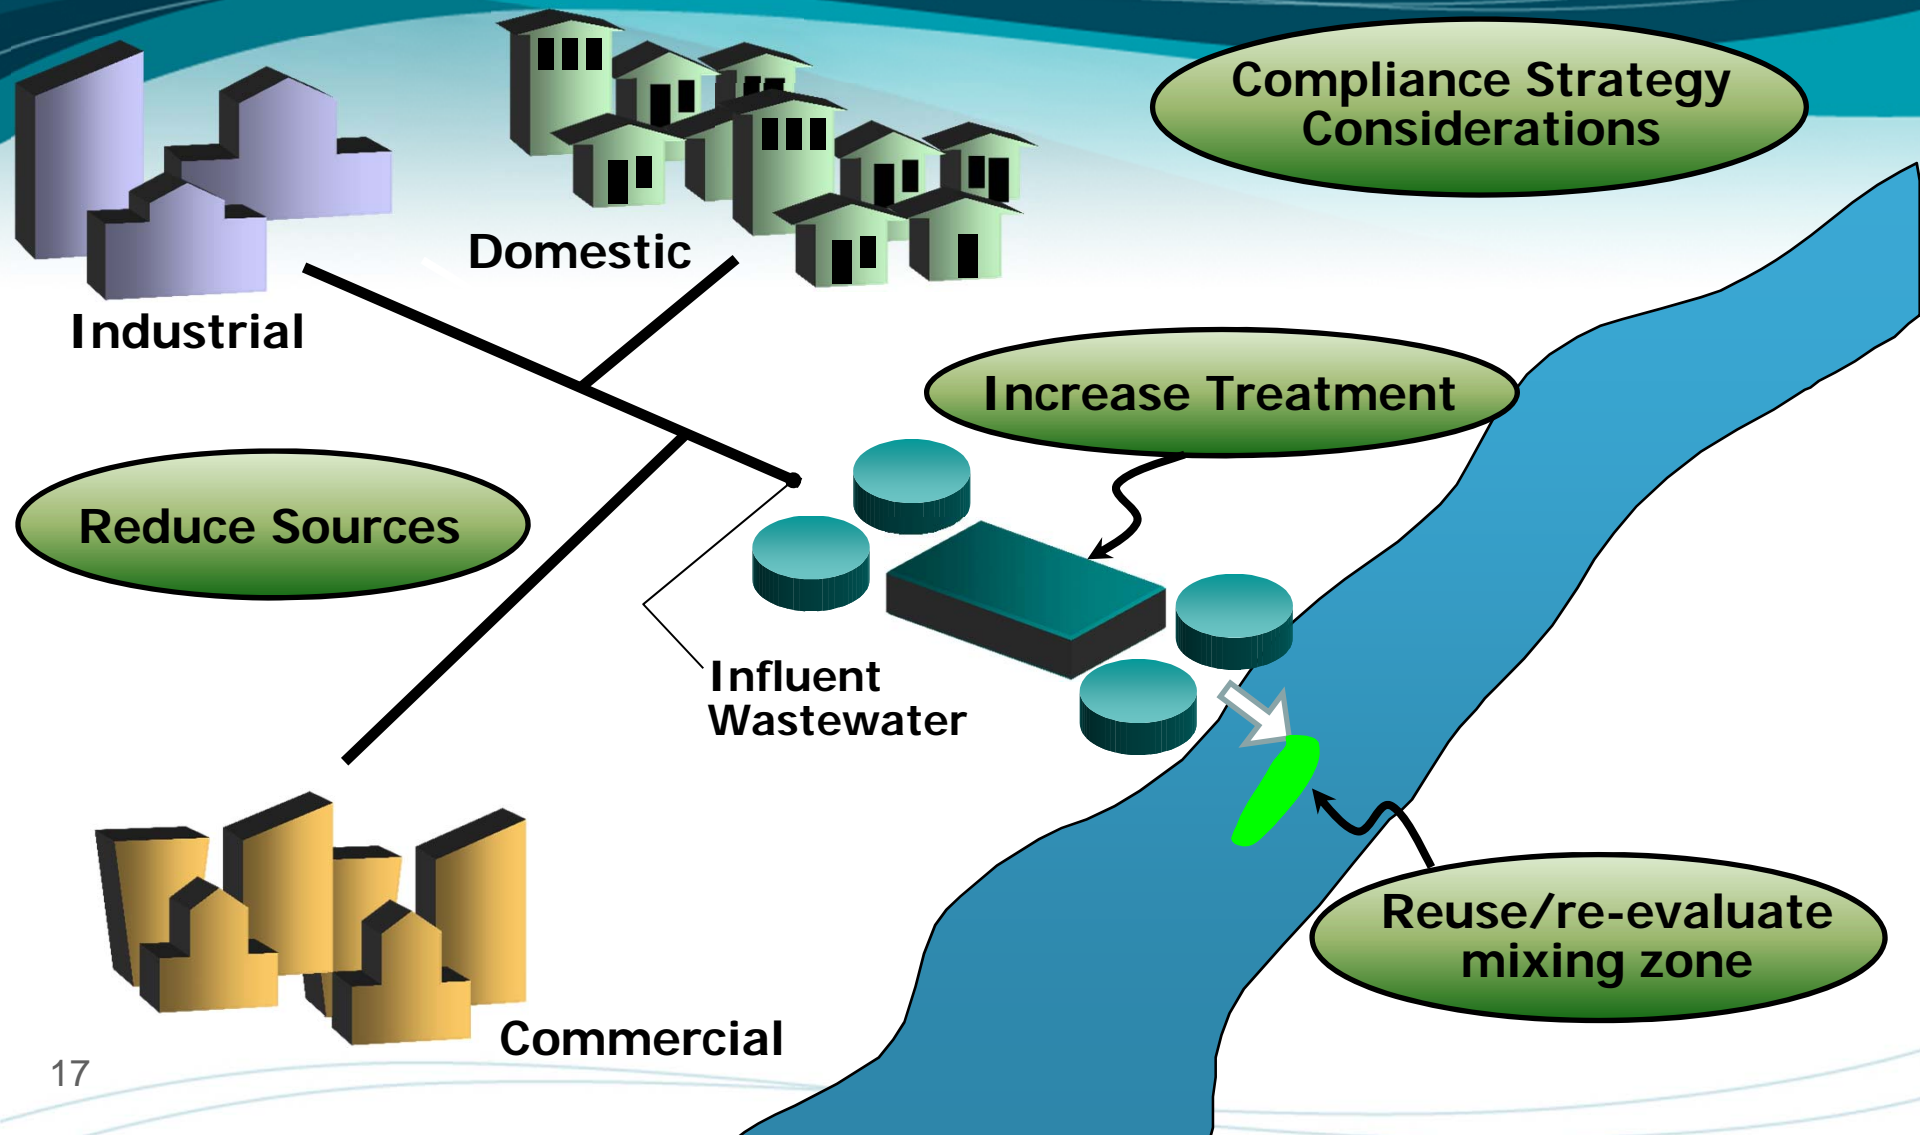 Compliance Strategy
Considerations
Domestic
Industrial
Increase Treatment
Reduce Sources
Influent
Wastewater
Reuse/re-evaluate
mixing zone
Commercial
17